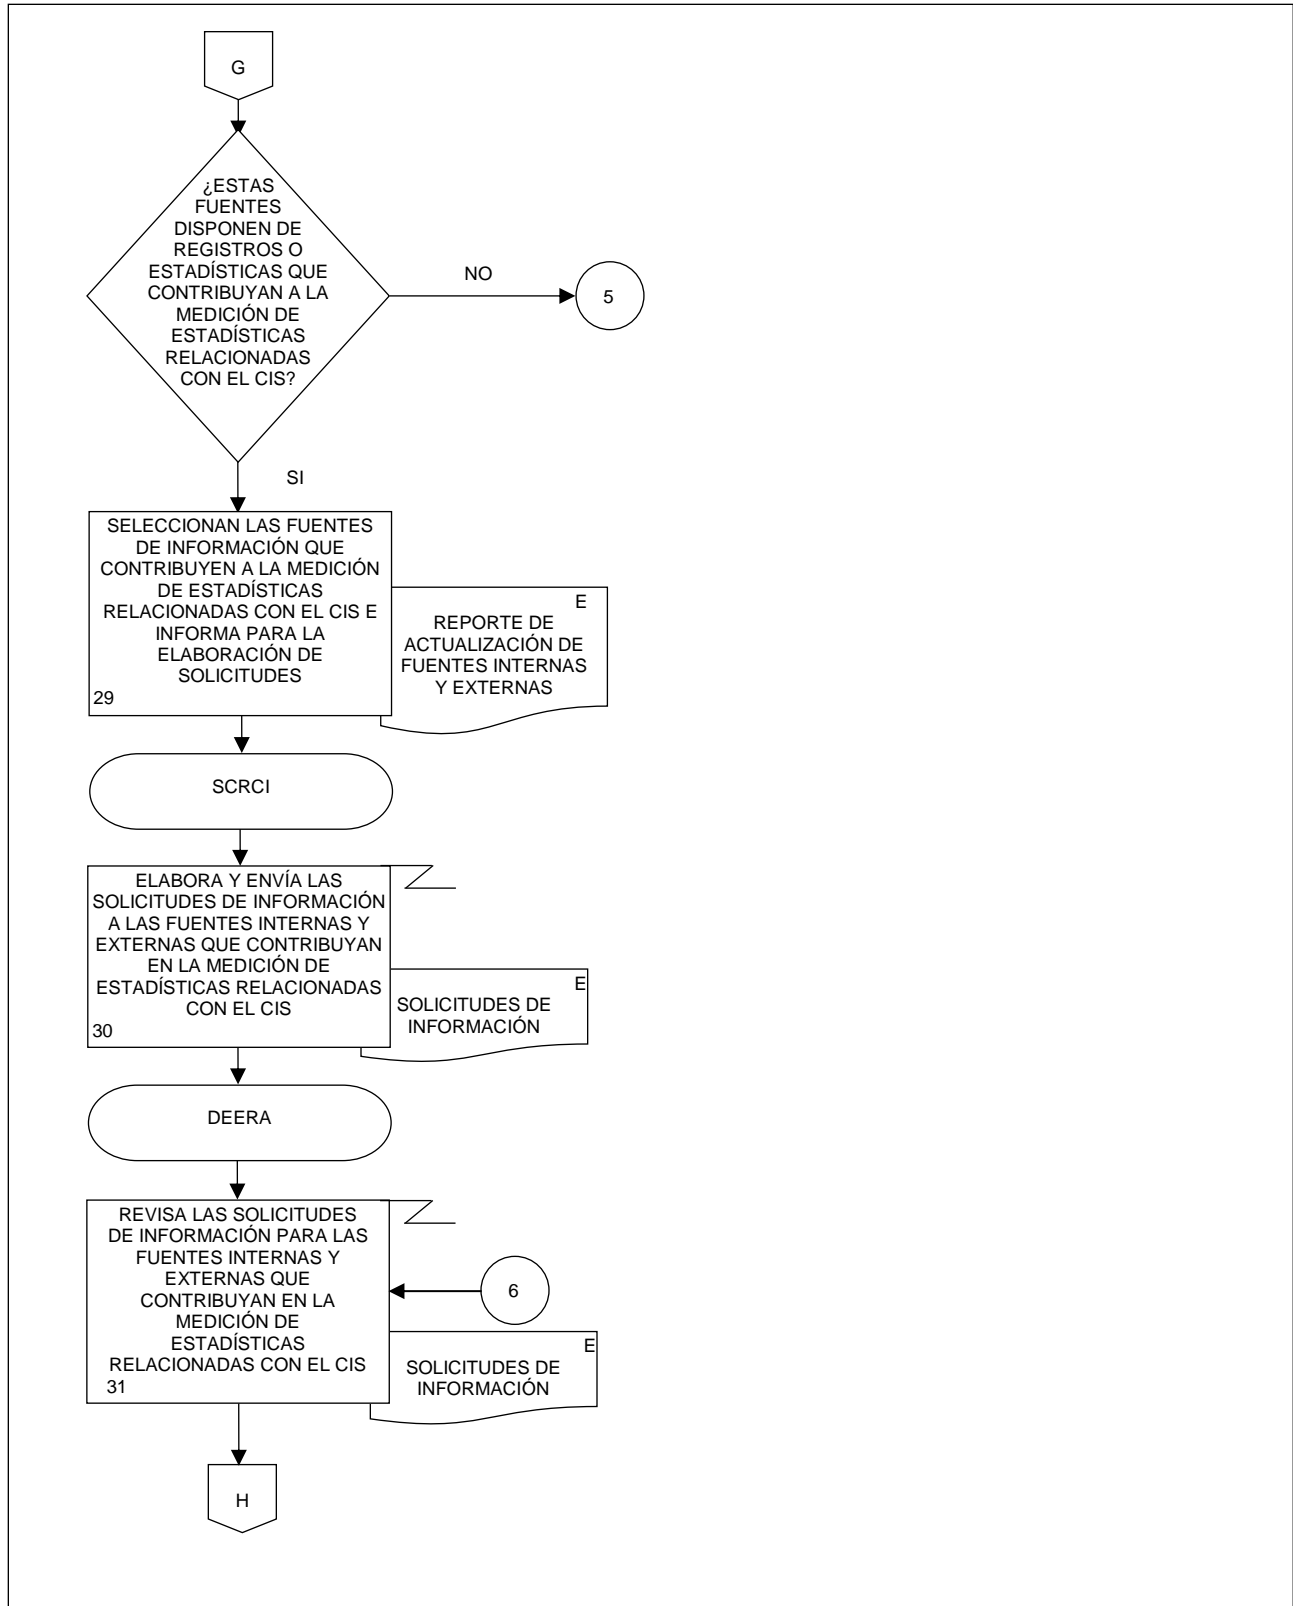 G
¿ESTAS
FUENTES
DISPONEN DE
REGISTROS O
ESTADÍSTICAS QUE
CONTRIBUYAN A LA
MEDICIÓN DE
ESTADÍSTICAS
RELACIONADAS
CON EL CIS?
NO
5
SI
SELECCIONAN LAS FUENTES
DE INFORMACIÓN QUE
CONTRIBUYEN A LA MEDICIÓN
DE ESTADÍSTICAS
RELACIONADAS CON EL CIS E
INFORMA PARA LA
ELABORACIÓN DE
SOLICITUDES
29
E
REPORTE DE
ACTUALIZACIÓN DE
FUENTES INTERNAS
Y EXTERNAS
SCRCI
ELABORA Y ENVÍA LAS
SOLICITUDES DE INFORMACIÓN
A LAS FUENTES INTERNAS Y
EXTERNAS QUE CONTRIBUYAN
EN LA MEDICIÓN DE
ESTADÍSTICAS RELACIONADAS
CON EL CIS
30
E
SOLICITUDES DE
INFORMACIÓN
DEERA
REVISA LAS SOLICITUDES
DE INFORMACIÓN PARA LAS
FUENTES INTERNAS Y
EXTERNAS QUE
CONTRIBUYAN EN LA
MEDICIÓN DE
ESTADÍSTICAS
RELACIONADAS CON EL CIS
31
6
E
SOLICITUDES DE
INFORMACIÓN
H